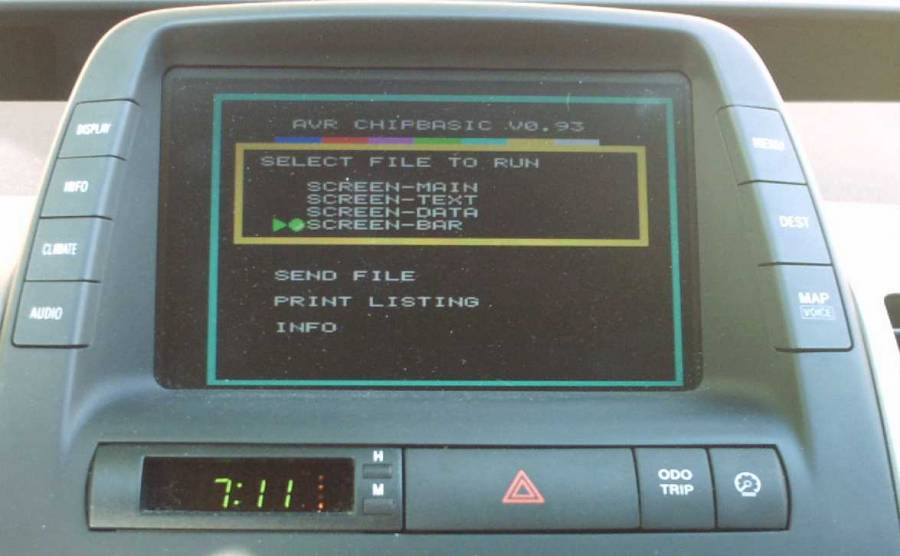 AVR CHIPBASIC V0.93
SELECT FILE TO RUN
SCREEN-MAIN
SCREEN-TEXT
SCREEN-DATA
SCREEN-BAR
SEND FILE
PRINT LISTING
INFO
DISPLAY
INFO
CLIMATE
AUDIO
MENU
DEST
MAP
VOICE
7:11
H
M
ODO
TRIP